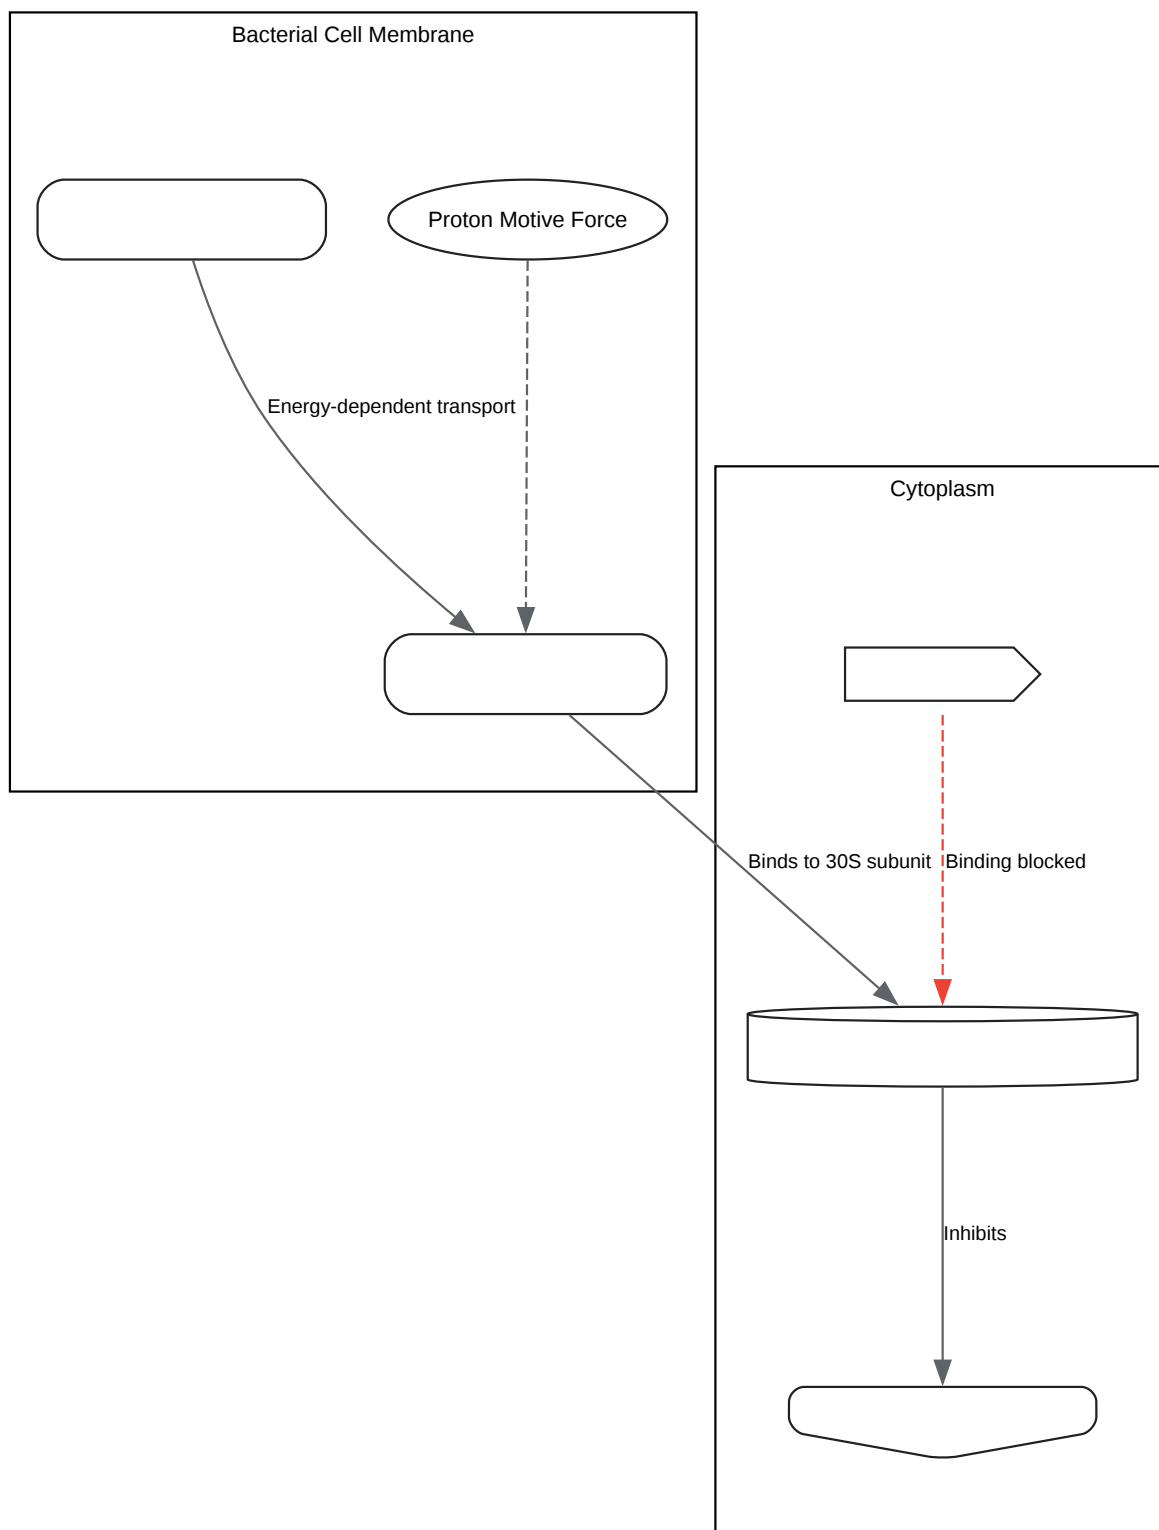 Bacterial Cell Membrane
Proton Motive Force
Energy-dependent transport
Cytoplasm
Binds to 30S subunit
Binding blocked
Inhibits